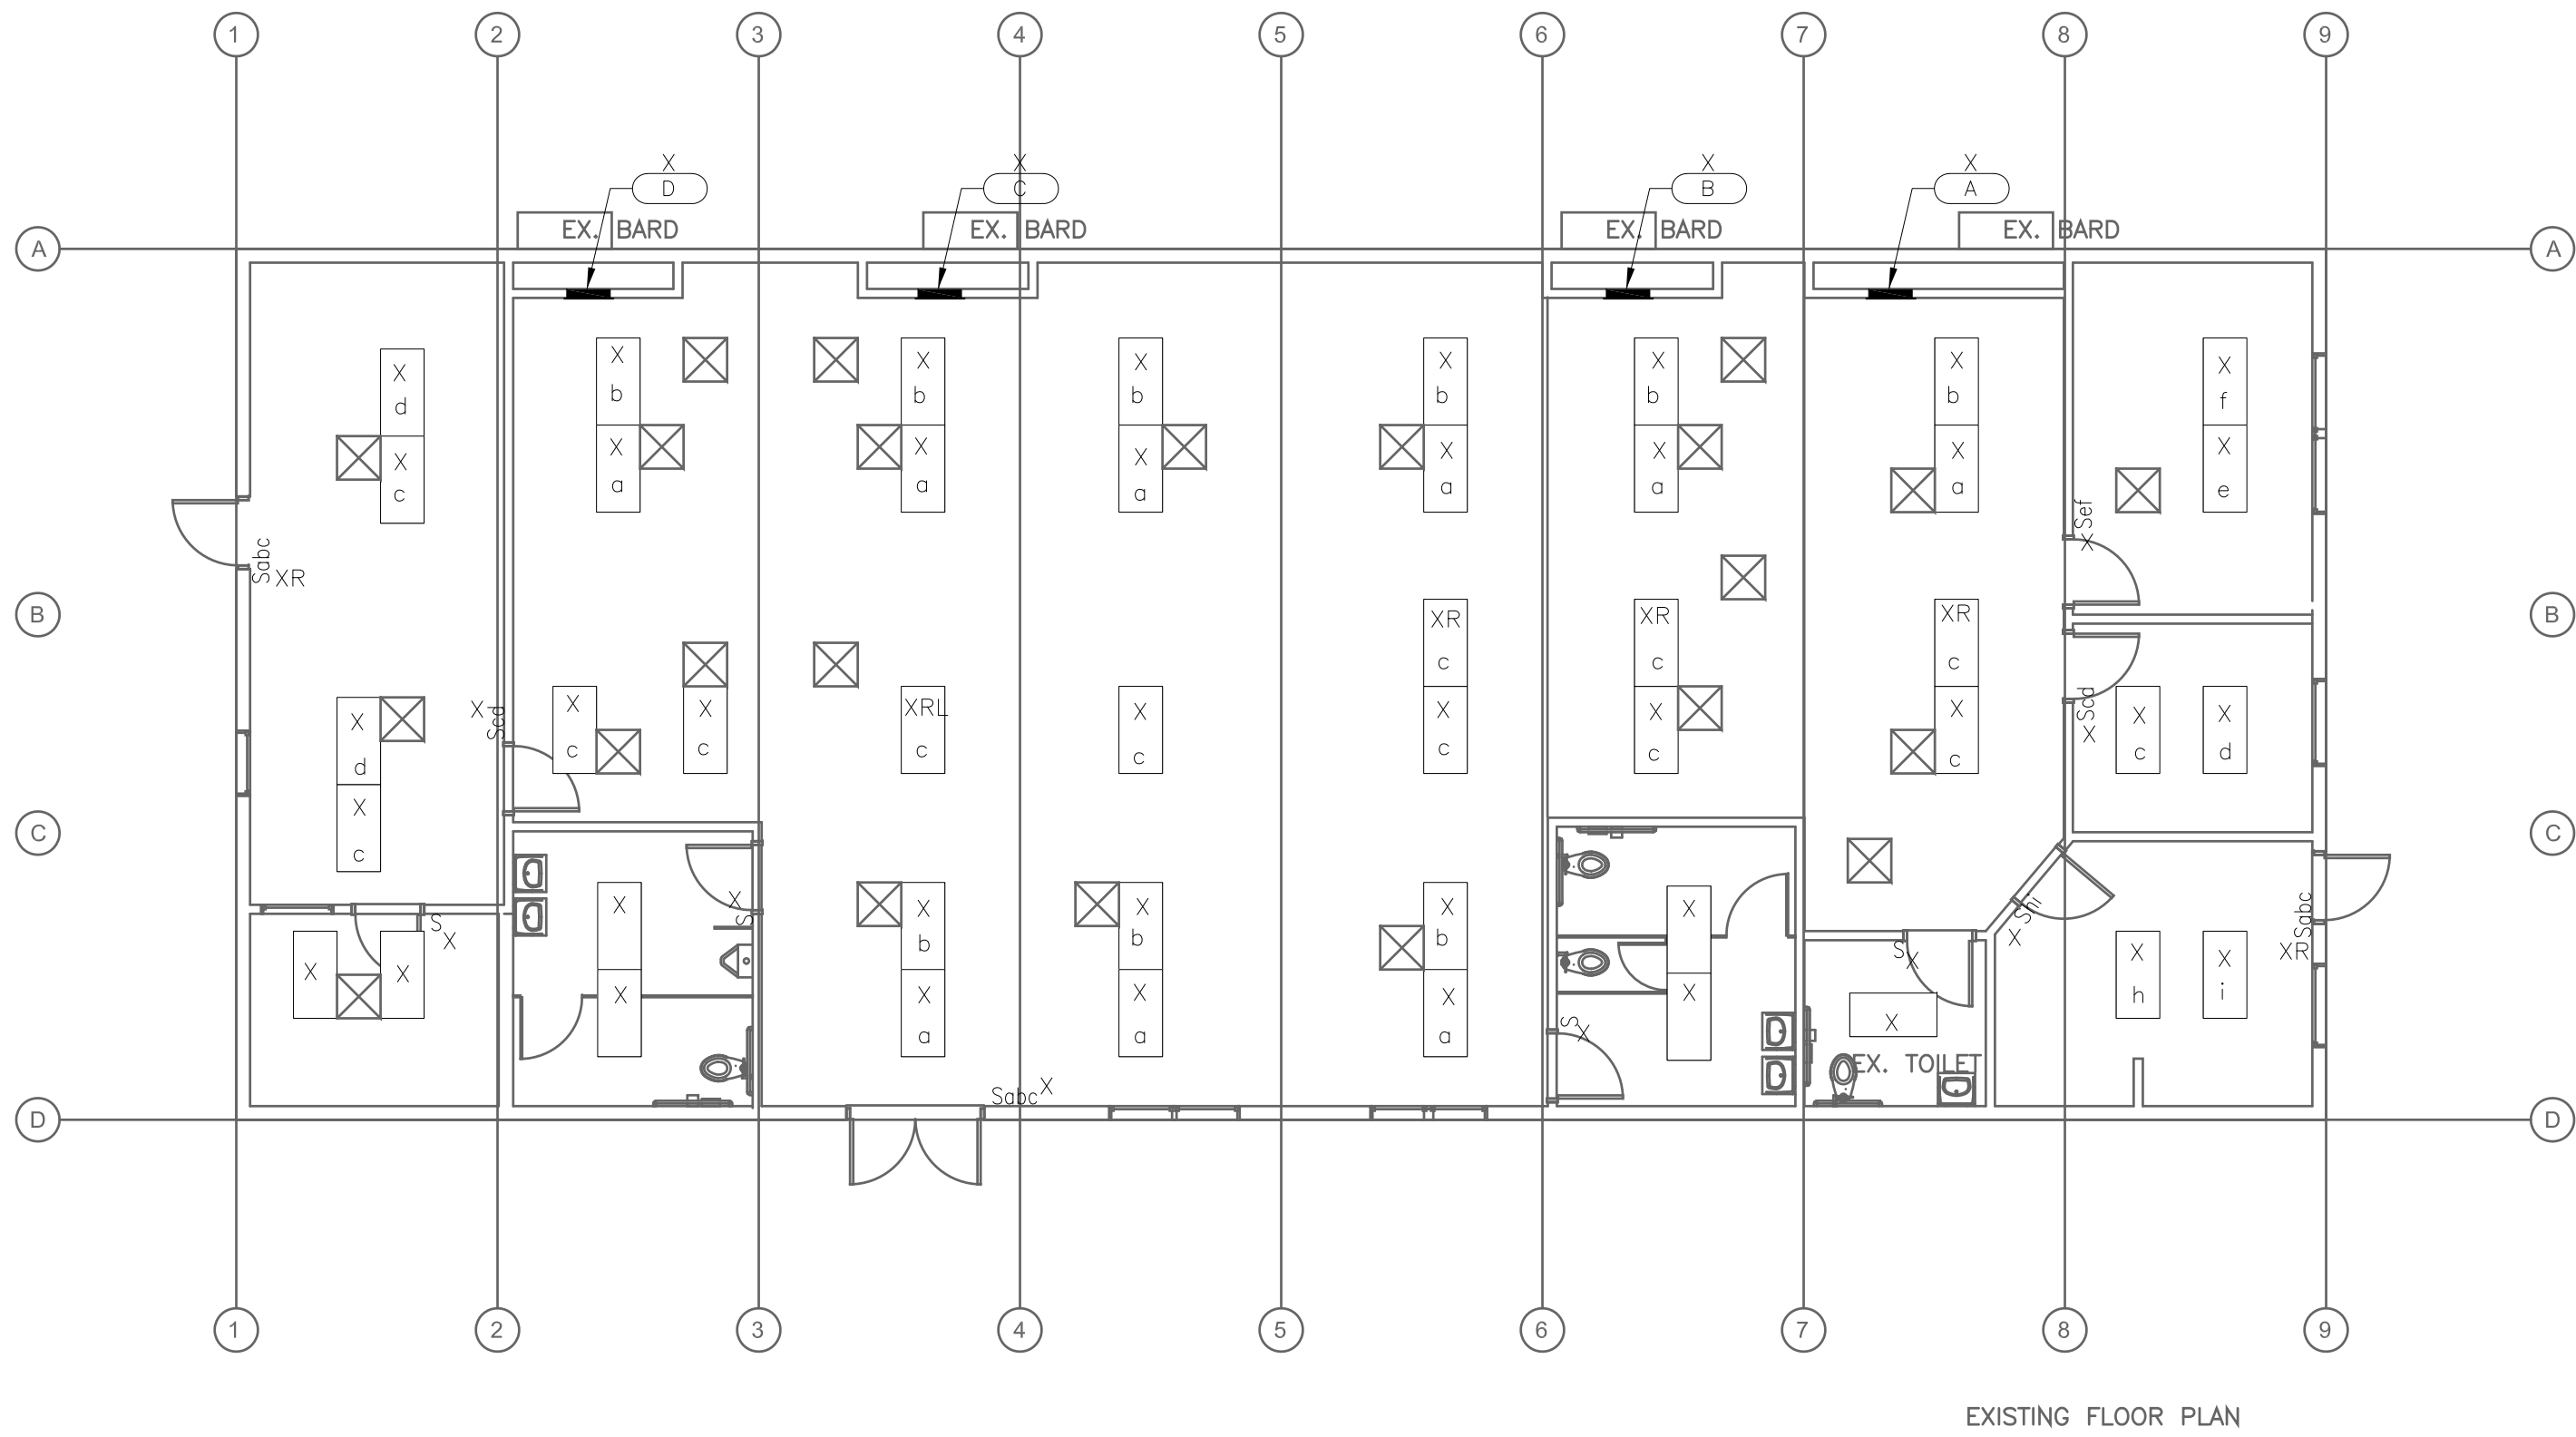 1 2 3 4 5 6 7 8 9
X X X X
D C B A
EX. BARD EX. BARD EX. BARD EX. BARD
A A
X X X X X X X X
d b b b b b b f
X X X X X X X X
c a a a a a a e
Sef
X
Sabc
XR
B B
XR XR XR
c c c
X
Scd
X X X XRL X X X X X X
d c c c c c c c c d
Scd
X
X
c
C C
X X X X X X X
b b b
S
X
S
X
Shi
X
Sabc
XR
S
X
X X
h i
X X X X X X X
a a a
S
X
X
EX. TOILET
Sabc X
D D
1 2 3 4 5 6 7 8 9
EXISTING FLOOR PLAN